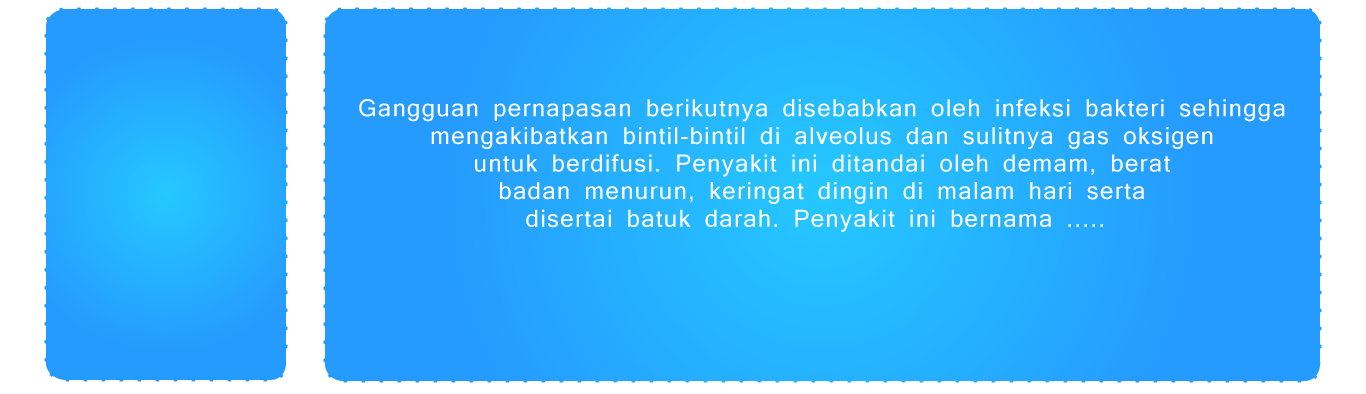 Gangguan pernapasan berikutnya disebabkan oleh infeksi bakteri sehingga
mengakibatkan bintil-bintil di alveolus dan sulitnya gas oksigen
untuk berdifusi. Penyakit ini ditandai oleh demam, berat
badan menurun, keringat dingin di malam hari serta
disertai batuk darah. Penyakit ini bernama .....